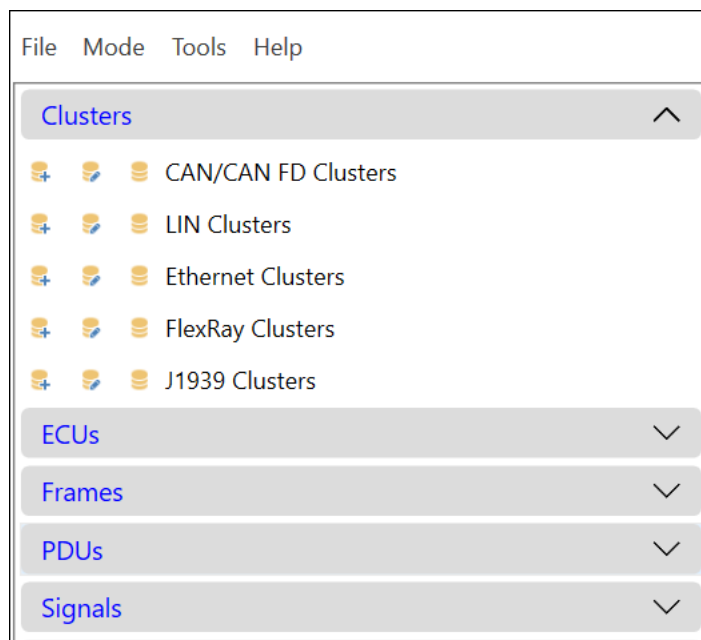 File Mode Tools Help
Clusters
CAN/CAN FD Clusters
LIN Clusters
Ethernet Clusters
FlexRay Clusters
J1939 Clusters
ECUs
Frames
PDUs
Signals